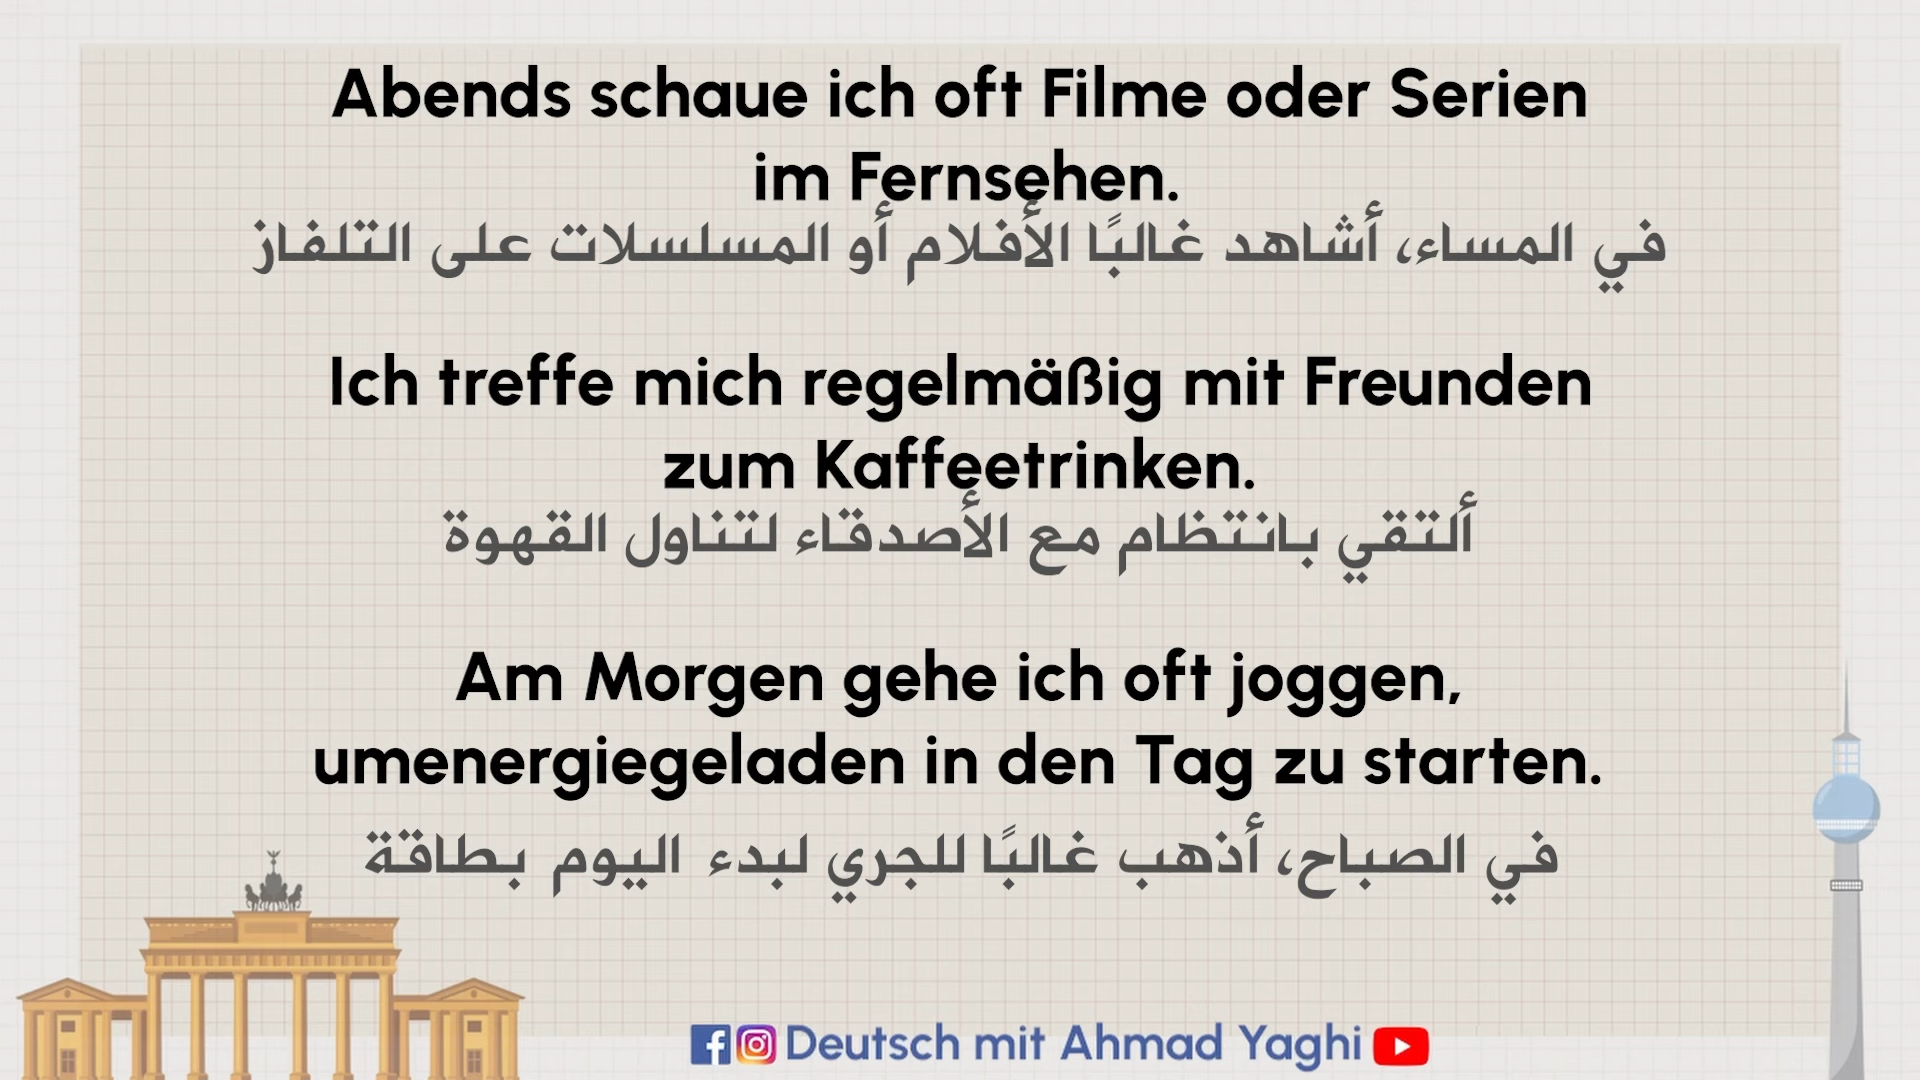 Abends schaue ich oft Filme oder Serien
im Fernsehen.
في المساء، أشاهد غالبًا الأفلام أو المسلسلات على التلفاز
Ich treffe mich regelmäßig mit Freunden
zum Kaffeetrinken.
ألتقي بانتظام مع الأصدقاء لتناول القهوة
Am Morgen gehe ich oft joggen,
umenergiegeladen in den Tag zu starten.
في الصباح، أذهب غالبًا للجري لبدء اليوم بطاقة
Deutsch mit Ahmad Yaghi